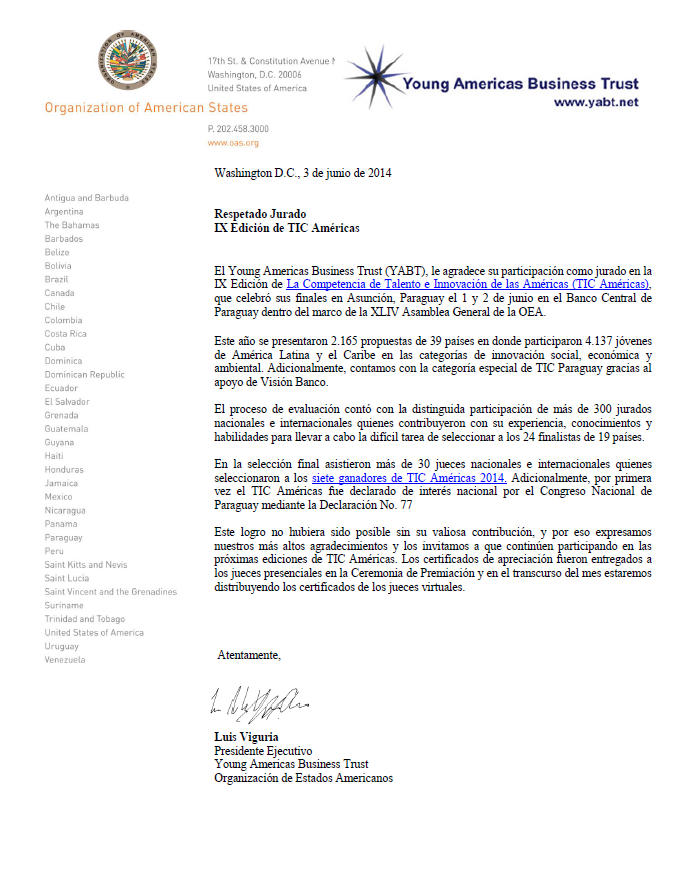 17th St. & Constitution Avenue N
Washington, D.C. 20006
United States of America
Organization of American States
P. 202.458.3000
www.oas.org
Young Americas Business Trust
www.yabt.net
Washington D.C., 3 de junio de 2014
Antigua and Barbuda
Argentina
The Bahamas
Barbados
Belize
Bolivia
Brazil
Canada
Chile
Colombia
Costa Rica
Cuba
Dominica
Dominican Republic
Ecuador
El Salvador
Grenada
Guatemala
Guyana
Haiti
Honduras
Jamaica
Mexico
Nicaragua
Panama
Paraguay
Peru
Saint Kitts and Nevis
Saint Lucia
Saint Vincent and the Grenadines
Suriname
Trinidad and Tobago
United States of America
Uruguay
Venezuela
Respetado Jurado
IX Edición de TIC Américas
El Young Americas Business Trust (YABT), le agradece su participación como jurado en la
IX Edición de La Competencia de Talento e Innovación de las Américas (TIC Américas),
que celebró sus finales en Asunción, Paraguay el 1 y 2 de junio en el Banco Central de
Paraguay dentro del marco de la XLIV Asamblea General de la OEA.
Este año se presentaron 2.165 propuestas de 39 países en donde participaron 4.137 jóvenes
de América Latina y el Caribe en las categorías de innovación social, económica y
ambiental. Adicionalmente, contamos con la categoría especial de TIC Paraguay gracias al
apoyo de Visión Banco.
El proceso de evaluación contó con la distinguida participación de más de 300 jurados
nacionales e internacionales quienes contribuyeron con su experiencia, conocimientos y
habilidades para llevar a cabo la difícil tarea de seleccionar a los 24 finalistas de 19 países.
En la selección final asistieron más de 30 jueces nacionales e internacionales quienes
seleccionaron a los siete ganadores de TIC Américas 2014. Adicionalmente, por primera
vez el TIC Américas fue declarado de interés nacional por el Congreso Nacional de
Paraguay mediante la Declaración No. 77
Este logro no hubiera sido posible sin su valiosa contribución, y por eso expresamos
nuestros más altos agradecimientos y los invitamos a que continúen participando en las
próximas ediciones de TIC Américas. Los certificados de apreciación fueron entregados a
los jueces presenciales en la Ceremonia de Premiación y en el transcurso del mes estaremos
distribuyendo los certificados de los jueces virtuales.
Atentamente,
Luis Viguria
Presidente Ejecutivo
Young Americas Business Trust
Organización de Estados Americanos